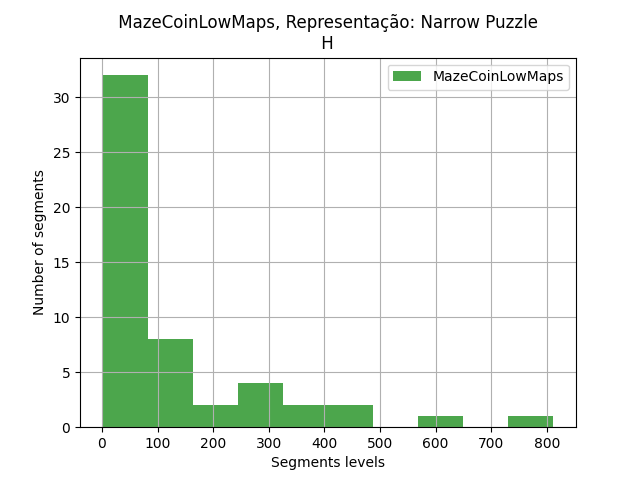 MazeCoinLowMaps, Representação: Narrow Puzzle
H
MazeCoinLowMaps
30
25
20
15
10
5
0
Number of segments
0 100 200 300 400 500 600 700 800
Segments levels